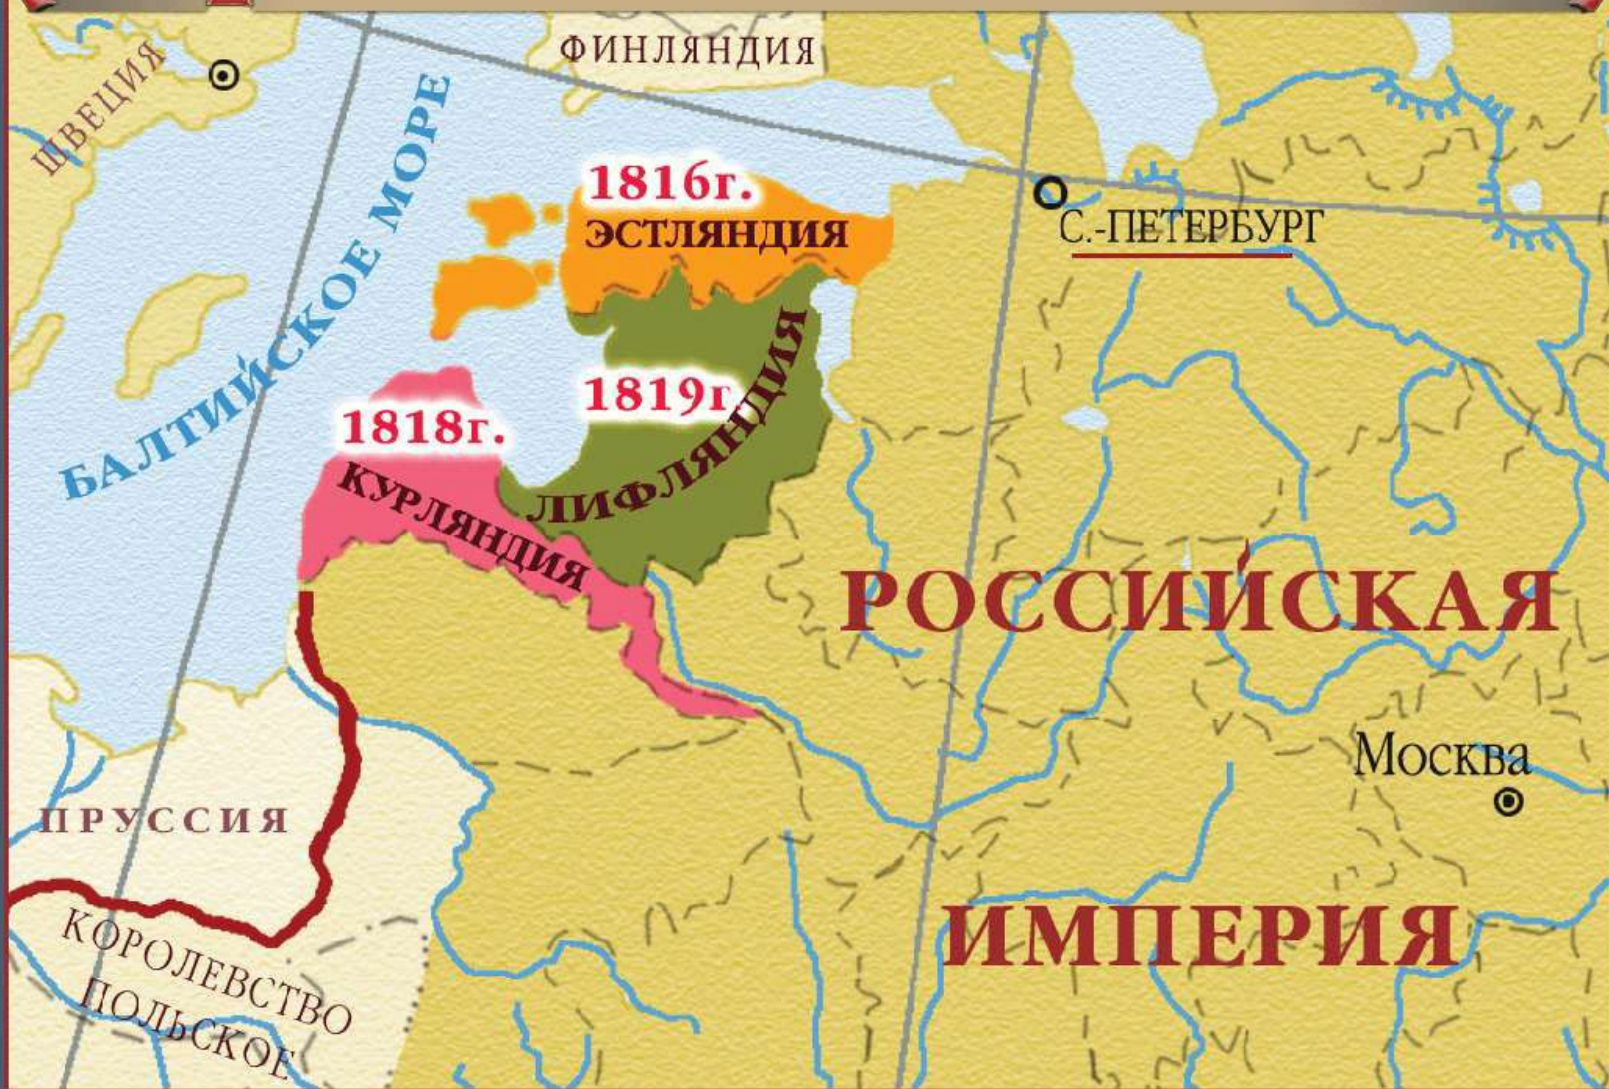 ФИНЛЯНДИЯ
ШВЕЦИЯ
БАЛТИЙСКОЕ МОРЕ
1816г.
ЭСТЛЯНДИЯ
С.-ПЕТЕРБУРГ
1819г.
ЛИФЛЯНДИЯ
1818г.
КУРЛЯНДИЯ
РОССИЙСКАЯ
ИМПЕРИЯ
Москва
ПРУССИЯ
КОРОЛЕВСТВО
ПОЛЬСКОЕ